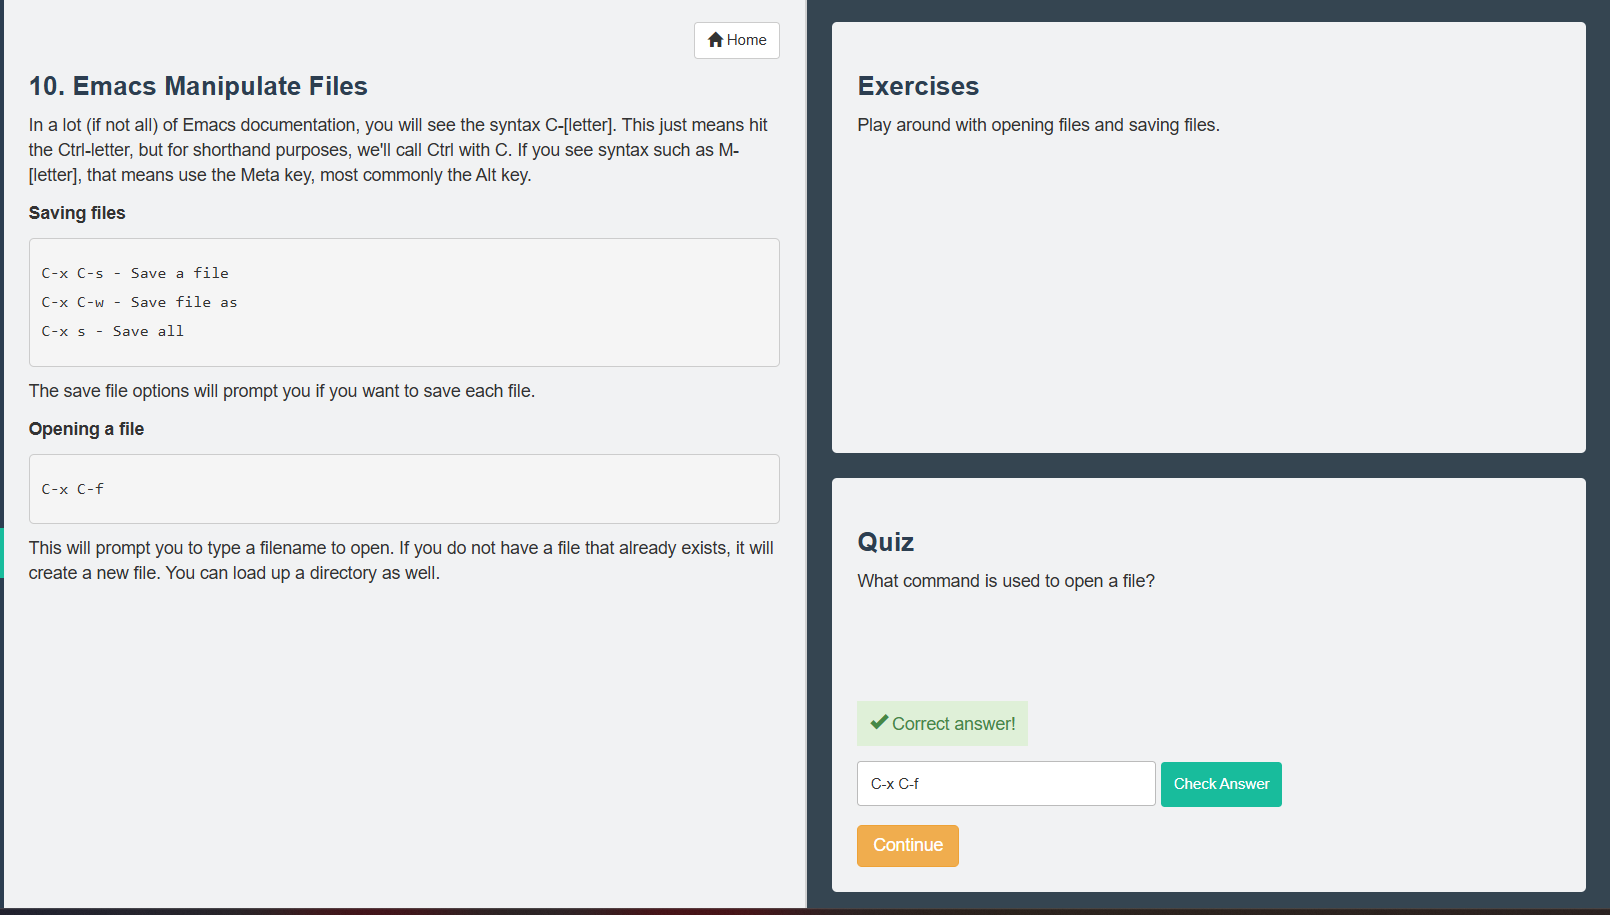 Home
10. Emacs Manipulate Files
In a lot (if not all) of Emacs documentation, you will see the syntax C-[letter]. This just means hit
the Ctrl-letter, but for shorthand purposes, we'll call Ctrl with C. If you see syntax such as M-
[letter], that means use the Meta key, most commonly the Alt key.
Saving files
C-x C-s - Save a file
C-x C-w - Save file as
C-x s - Save all
The save file options will prompt you if you want to save each file.
Opening a file
C-x C-f
This will prompt you to type a filename to open. If you do not have a file that already exists, it will
create a new file. You can load up a directory as well.
Exercises
Play around with opening files and saving files.
Quiz
What command is used to open a file?
Correct answer!
C-x C-f
Check Answer
Continue